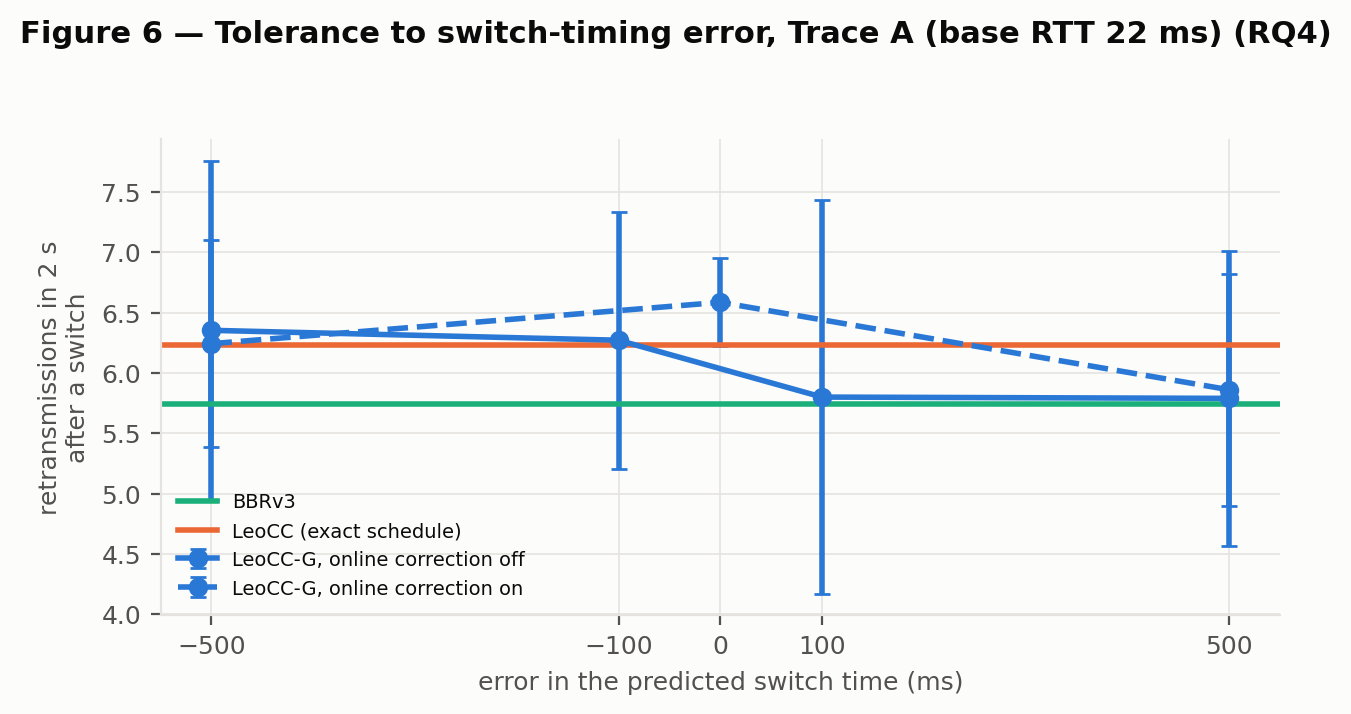 Figure 6 — Tolerance to switch-timing error, Trace A (base RTT 22 ms) (RQ4)
retransmissions in 2 s
after a switch
7.5
7.0
6.5
6.0
5.5
5.0
4.5
4.0
BBRv3
LeoCC (exact schedule)
LeoCC-G, online correction off
LeoCC-G, online correction on
−500
−100
0
100
500
error in the predicted switch time (ms)